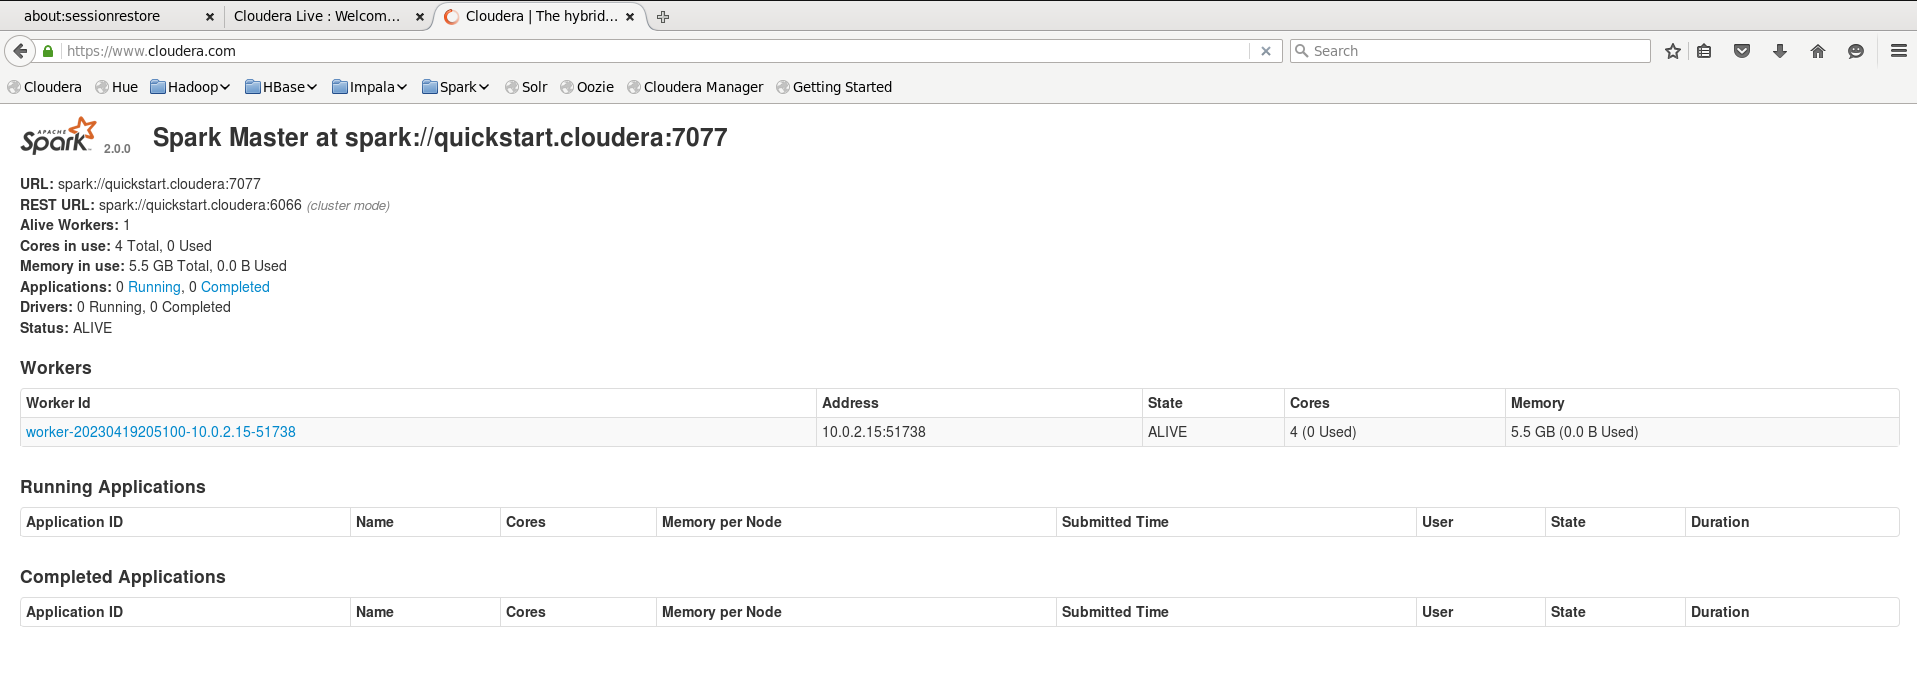 about:sessionrestore
Cloudera Live : Welcom...
Cloudera | The hybrid...
https://www.cloudera.com
Search
Cloudera Hue Hadoop HBase Impala Spark Solr Oozie Cloudera Manager Getting Started
APACHE Spark 2.0.0 Spark Master at spark://quickstart.cloudera:7077
URL: spark://quickstart.cloudera:7077
REST URL: spark://quickstart.cloudera:6066 (cluster mode)
Alive Workers: 1
Cores in use: 4 Total, 0 Used
Memory in use: 5.5 GB Total, 0.0 B Used
Applications: 0 Running, 0 Completed
Drivers: 0 Running, 0 Completed
Status: ALIVE
Workers
Worker Id Address State Cores Memory
worker-20230419205100-10.0.2.15-51738 10.0.2.15:51738 ALIVE 4 (0 Used) 5.5 GB (0.0 B Used)
Running Applications
Application ID Name Cores Memory per Node Submitted Time User State Duration
Completed Applications
Application ID Name Cores Memory per Node Submitted Time User State Duration